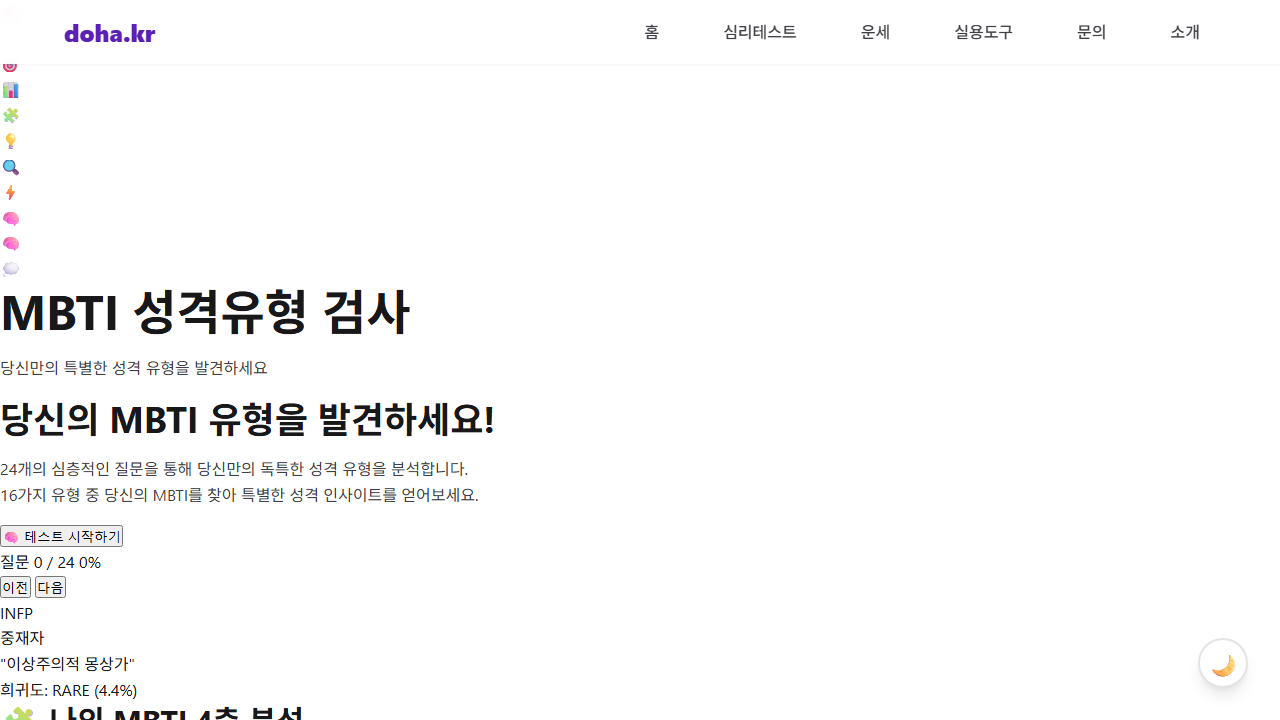 doha.kr 홈 심리테스트 운세 실용도구 문의 소개
MBTI 성격유형 검사
당신만의 특별한 성격 유형을 발견하세요
당신의 MBTI 유형을 발견하세요!
24개의 심층적인 질문을 통해 당신만의 독특한 성격 유형을 분석합니다.
16가지 유형 중 당신의 MBTI를 찾아 특별한 성격 인사이트를 얻어보세요.
🧠 테스트 시작하기
질문 0 / 24 0%
이전 다음
INFP
중재자
"이상주의적 몽상가"
희귀도: RARE (4.4%)
🧩 나의 MBTI 4축 분석